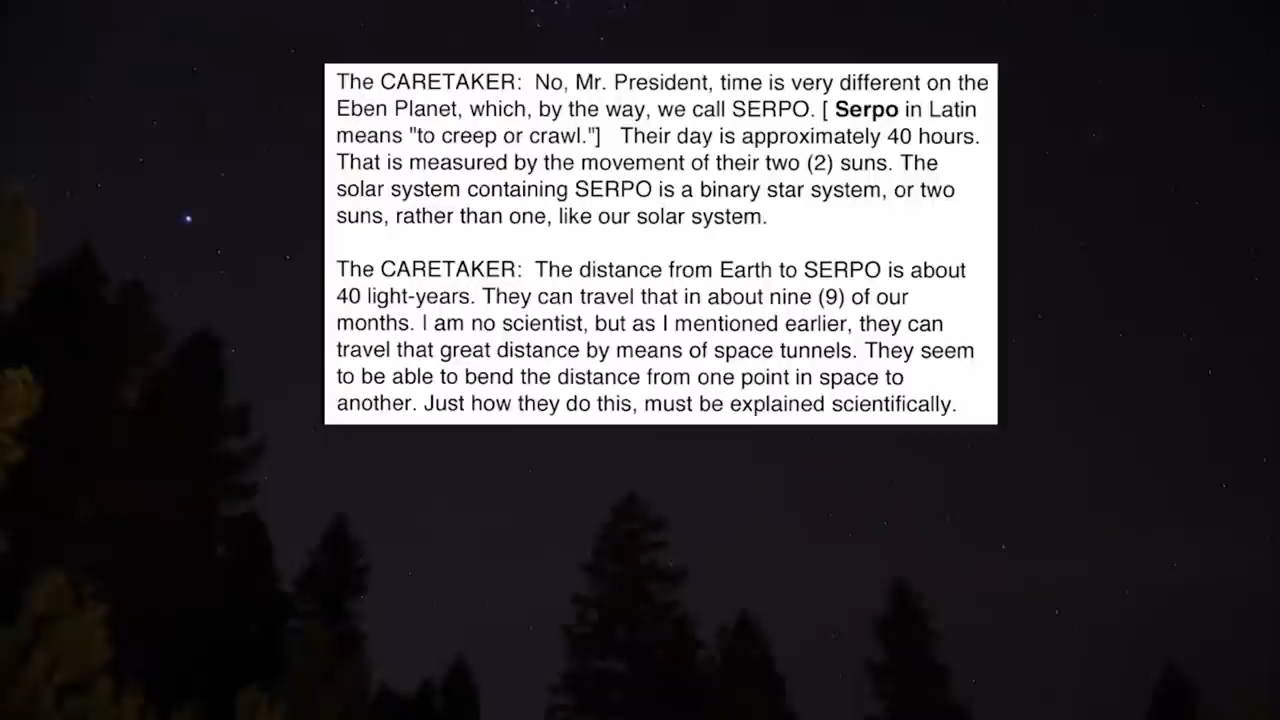 The CARETAKER: No, Mr. President, time is very different on the
Eben Planet, which, by the way, we call SERPO. [ Serpo in Latin
means "to creep or crawl."] Their day is approximately 40 hours.
That is measured by the movement of their two (2) suns. The
solar system containing SERPO is a binary star system, or two
suns, rather than one, like our solar system.
The CARETAKER: The distance from Earth to SERPO is about
40 light-years. They can travel that in about nine (9) of our
months. I am no scientist, but as I mentioned earlier, they can
travel that great distance by means of space tunnels. They seem
to be able to bend the distance from one point in space to
another. Just how they do this, must be explained scientifically.